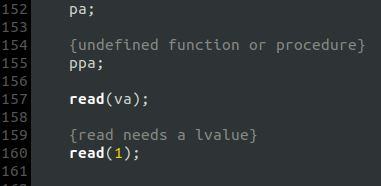 152 pa;
153
154 {undefined function or procedure}
155 ppa;
156
157 read(va);
158
159 {read needs a lvalue}
160 read(1);
161